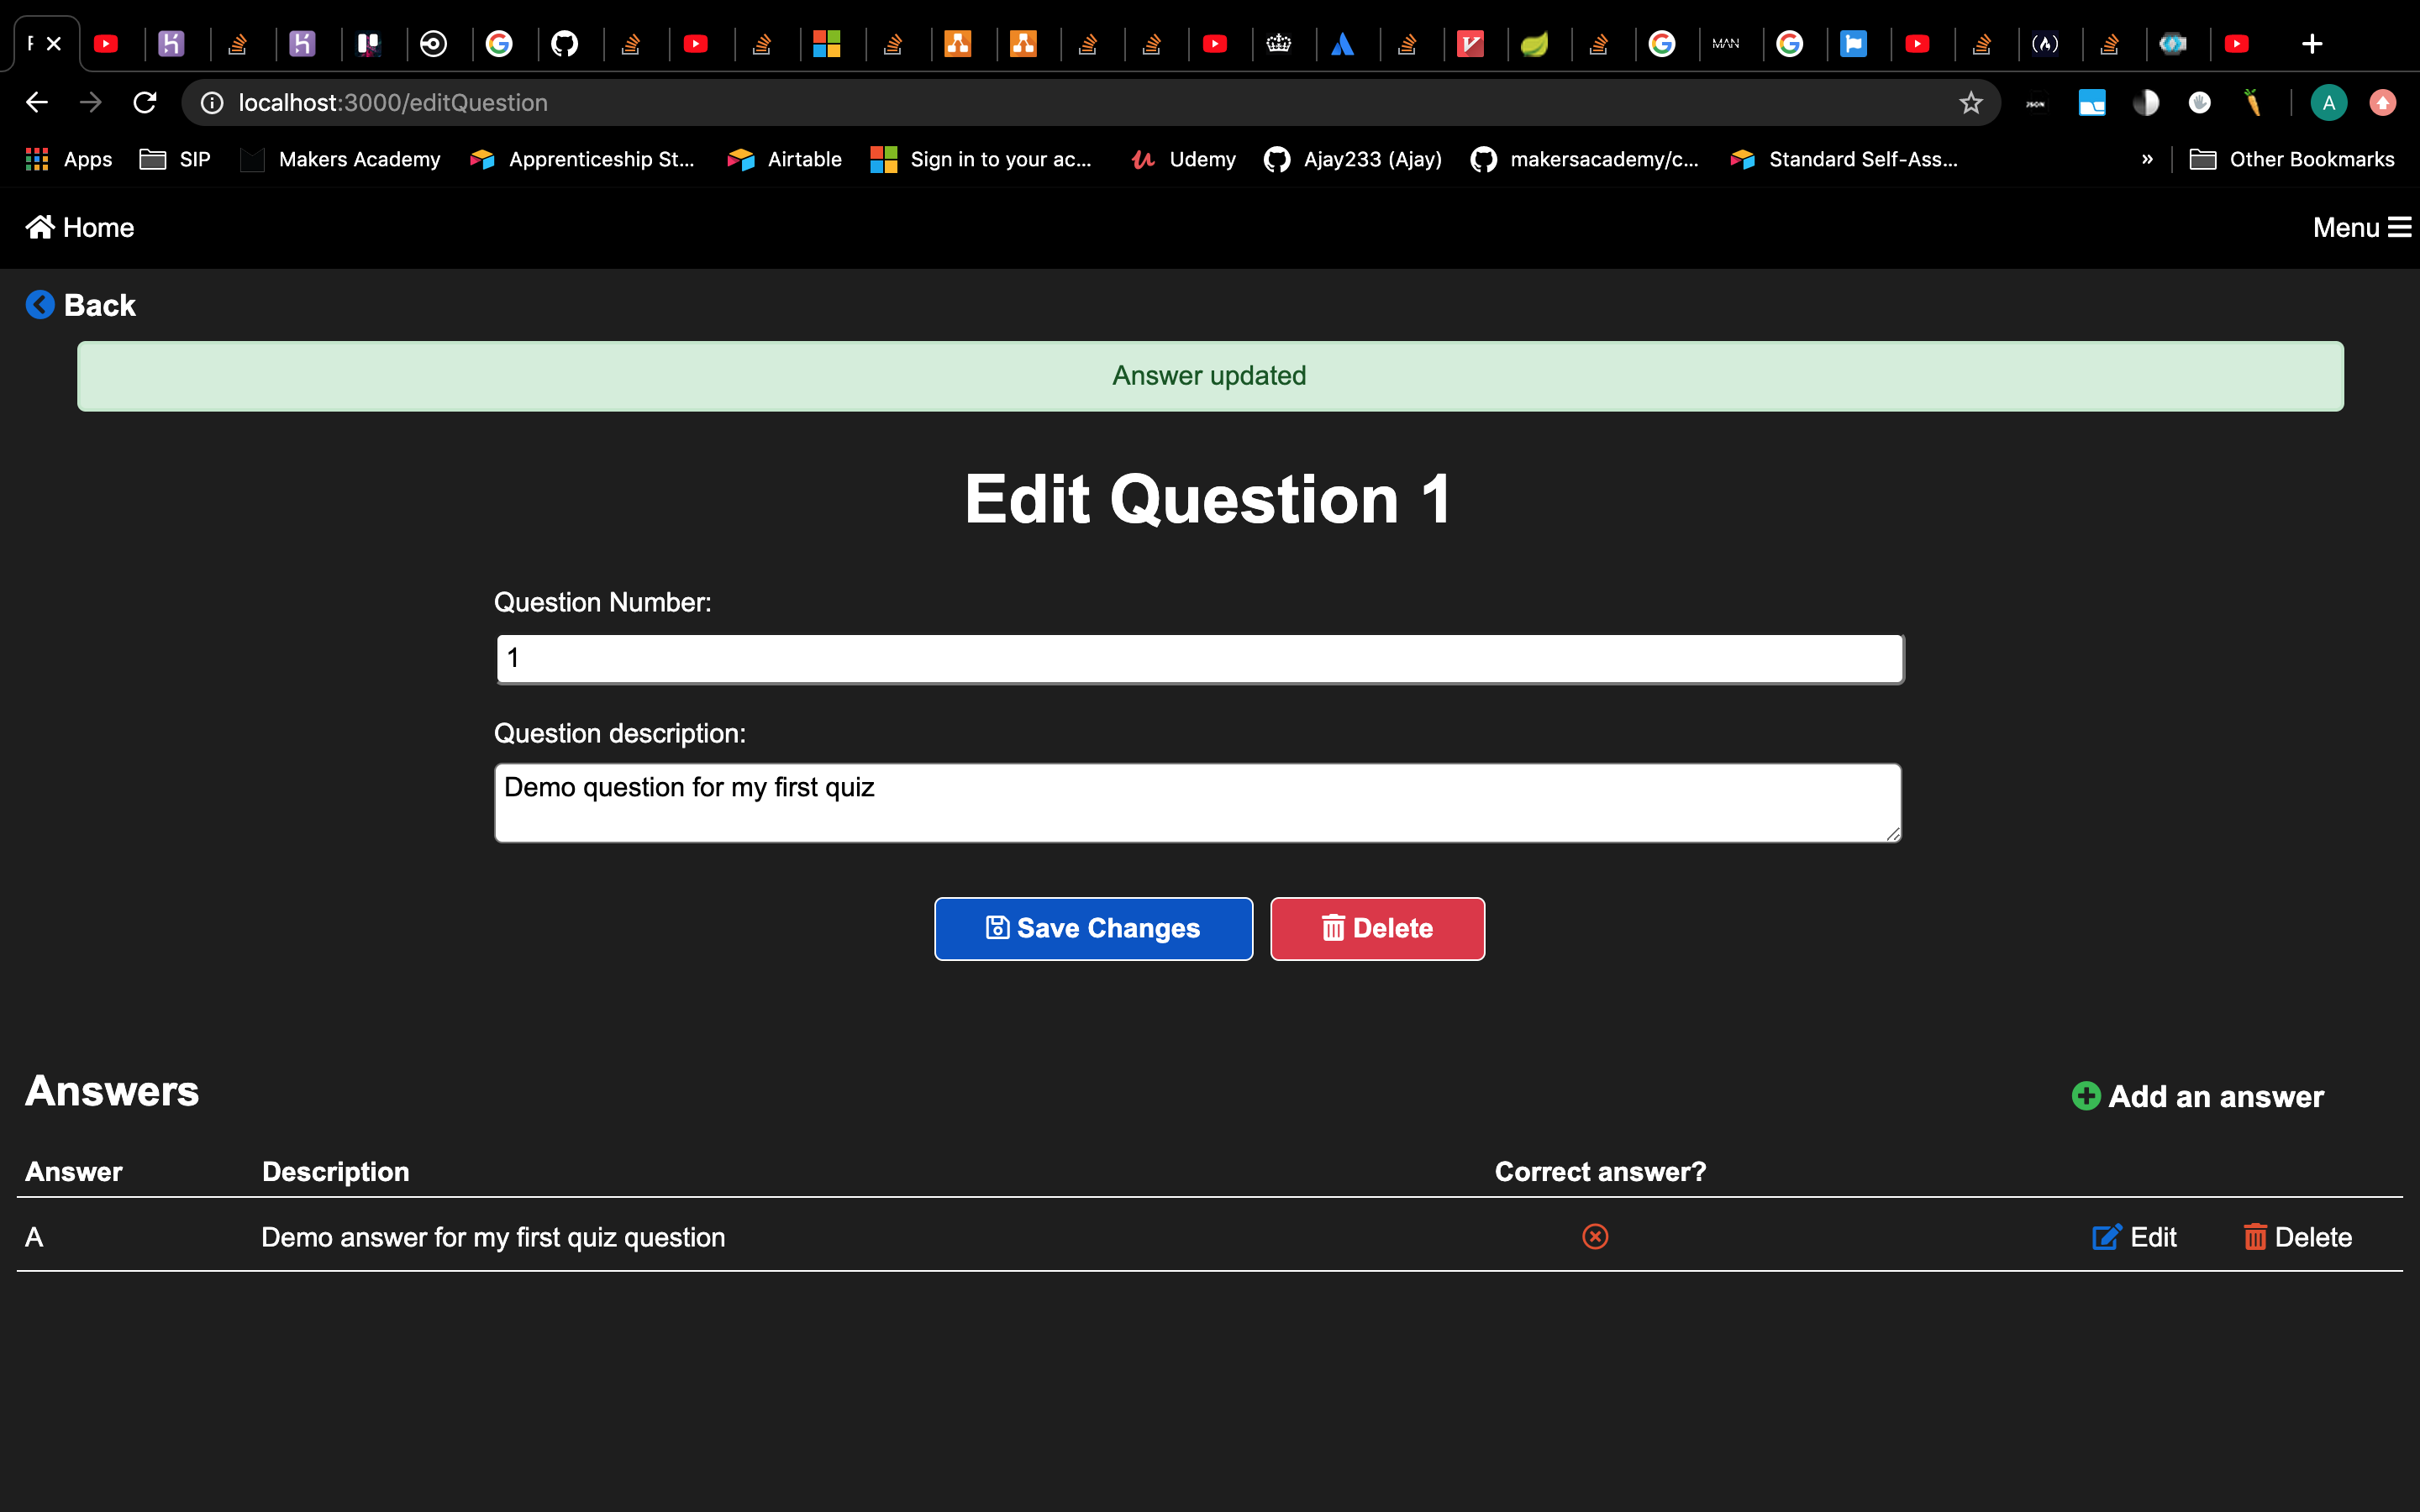 MAN
localhost:3000/editQuestion
JSON
A
Apps
SIP
Makers Academy
Apprenticeship St...
Airtable
Sign in to your ac...
Udemy
Ajay233 (Ajay)
makersacademy/c...
Standard Self-Ass...
»
Other Bookmarks
Home
Menu
Back
Answer updated
Edit Question 1
Question Number:
1
Question description:
Demo question for my first quiz
Save Changes
Delete
Answers
Add an answer
Answer Description Correct answer?
A Demo answer for my first quiz question Edit Delete